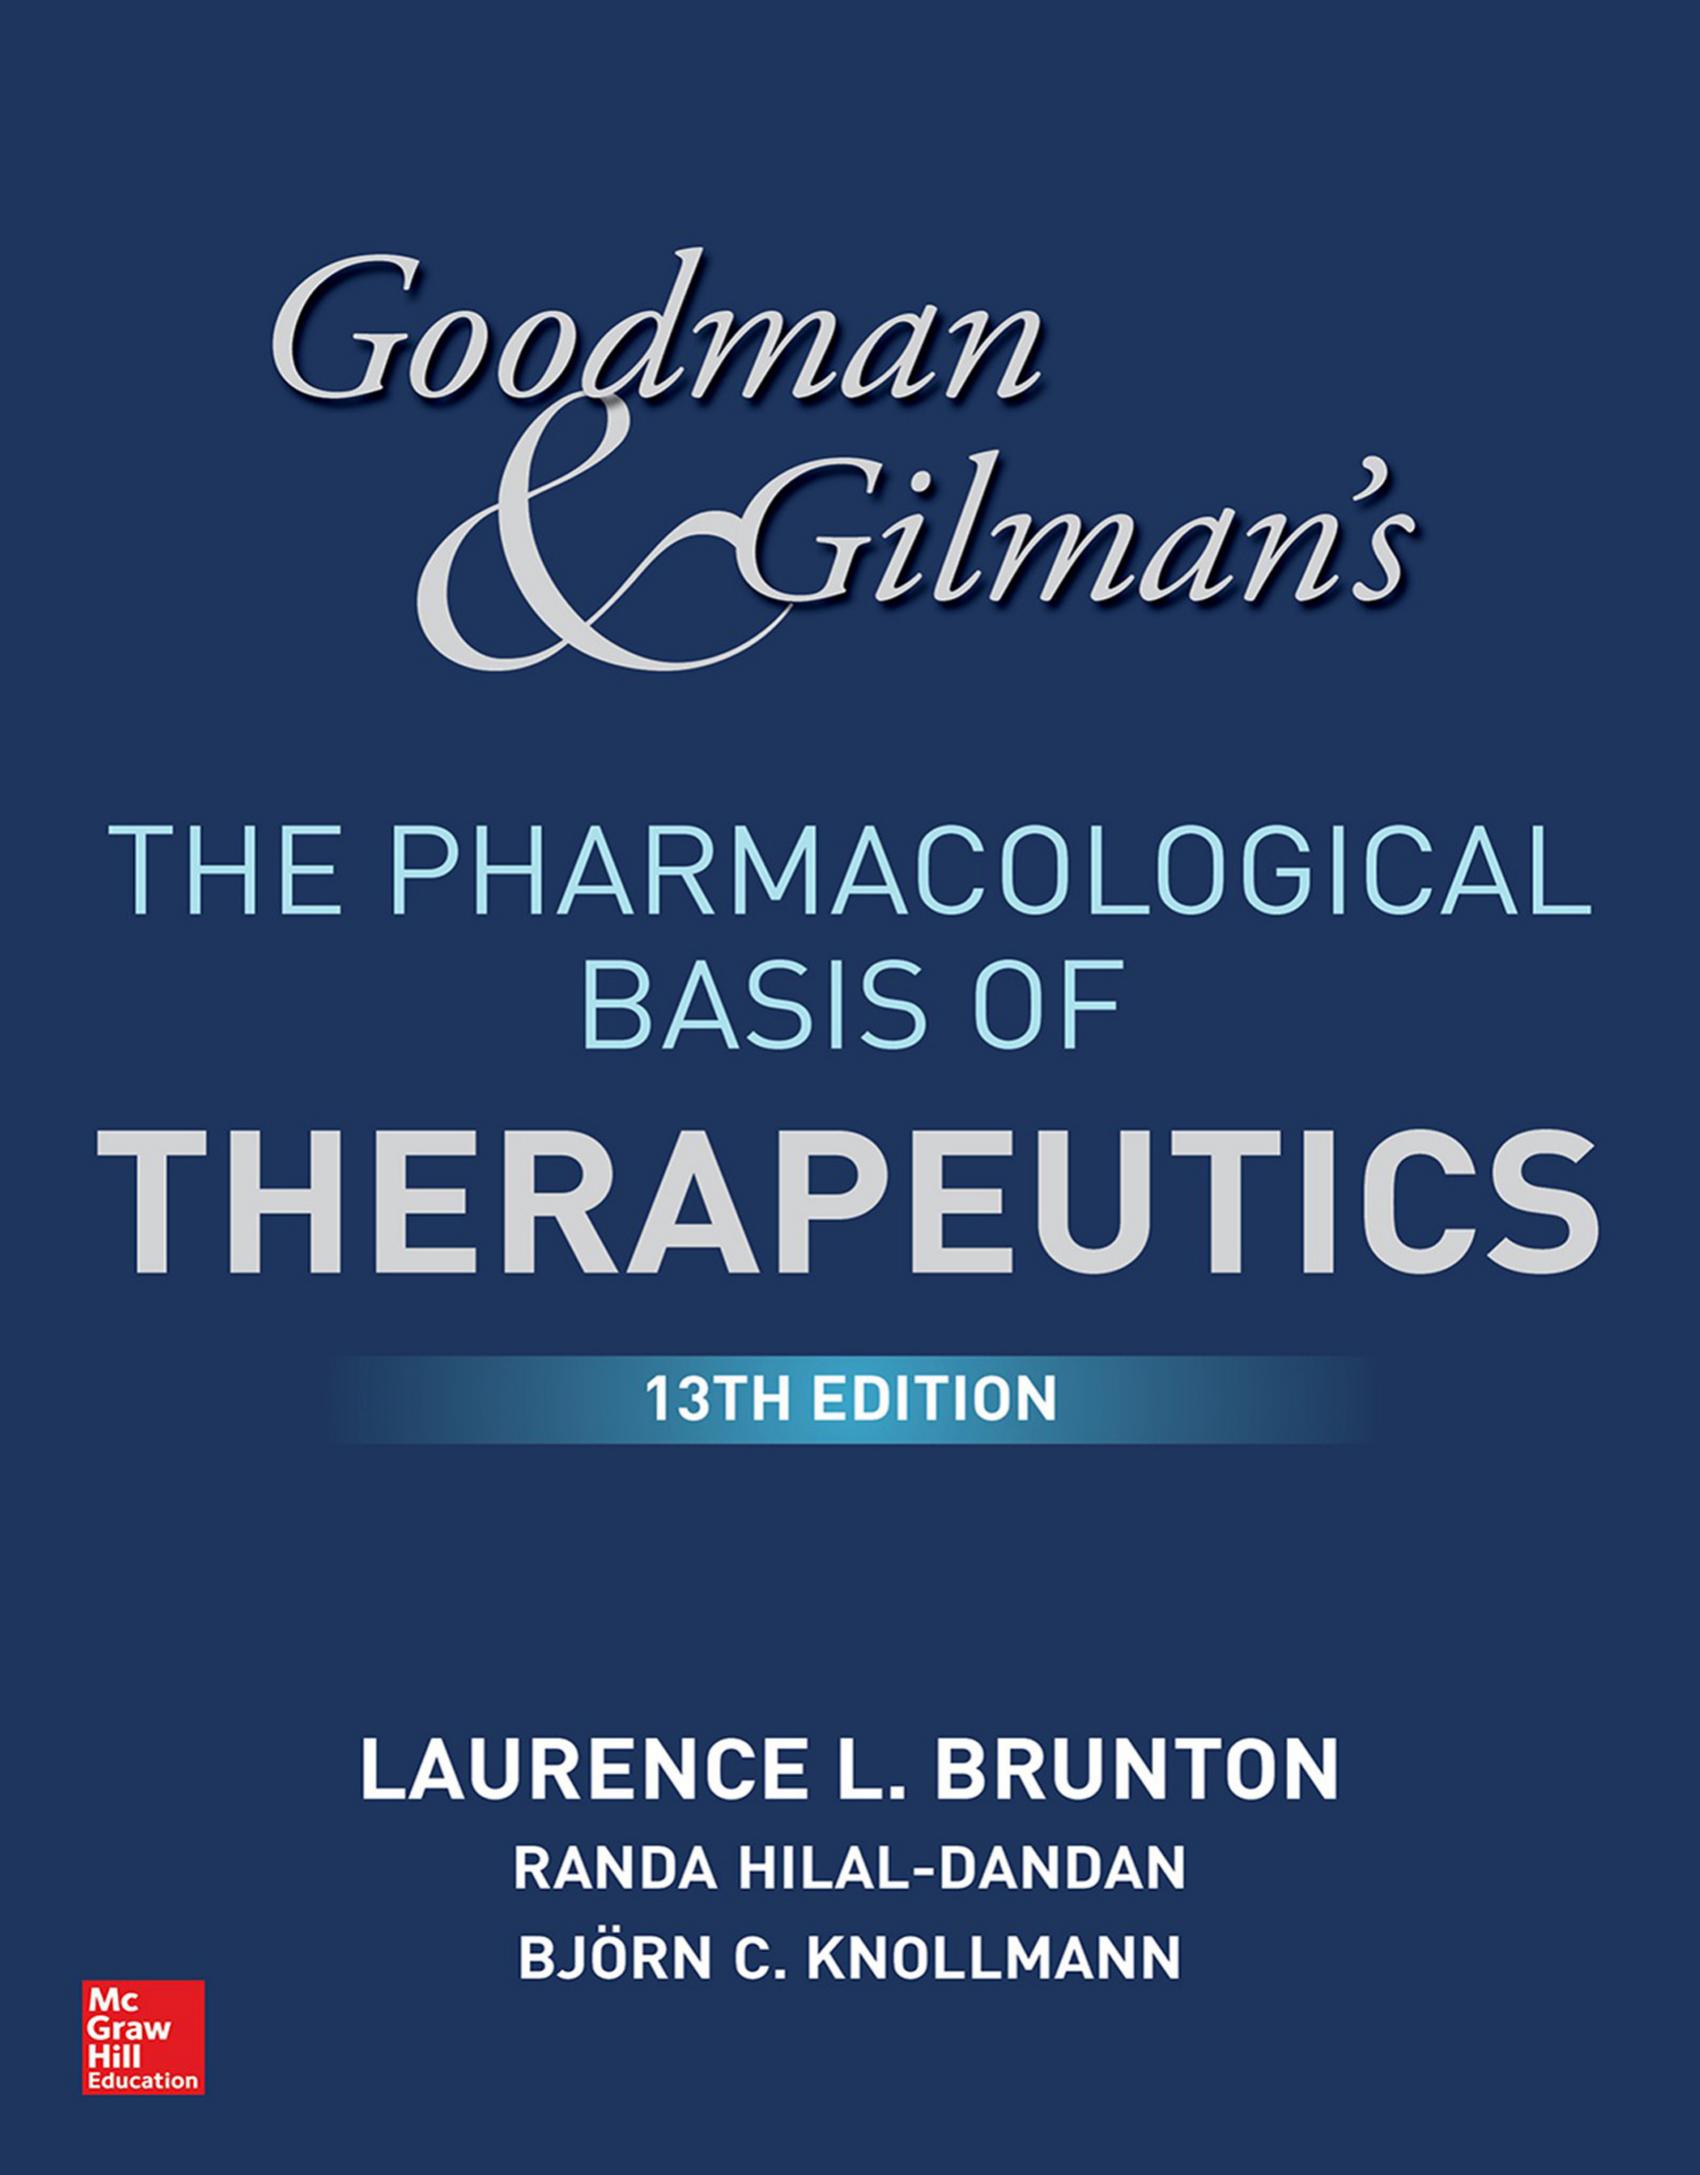 Goodman
& Gilman's
THE PHARMACOLOGICAL
BASIS OF
THERAPEUTICS
13TH EDITION
LAURENCE L. BRUNTON
RANDA HILAL-DANDAN
BJÖRN C. KNOLLMANN
Mc
Graw
Hill
Education